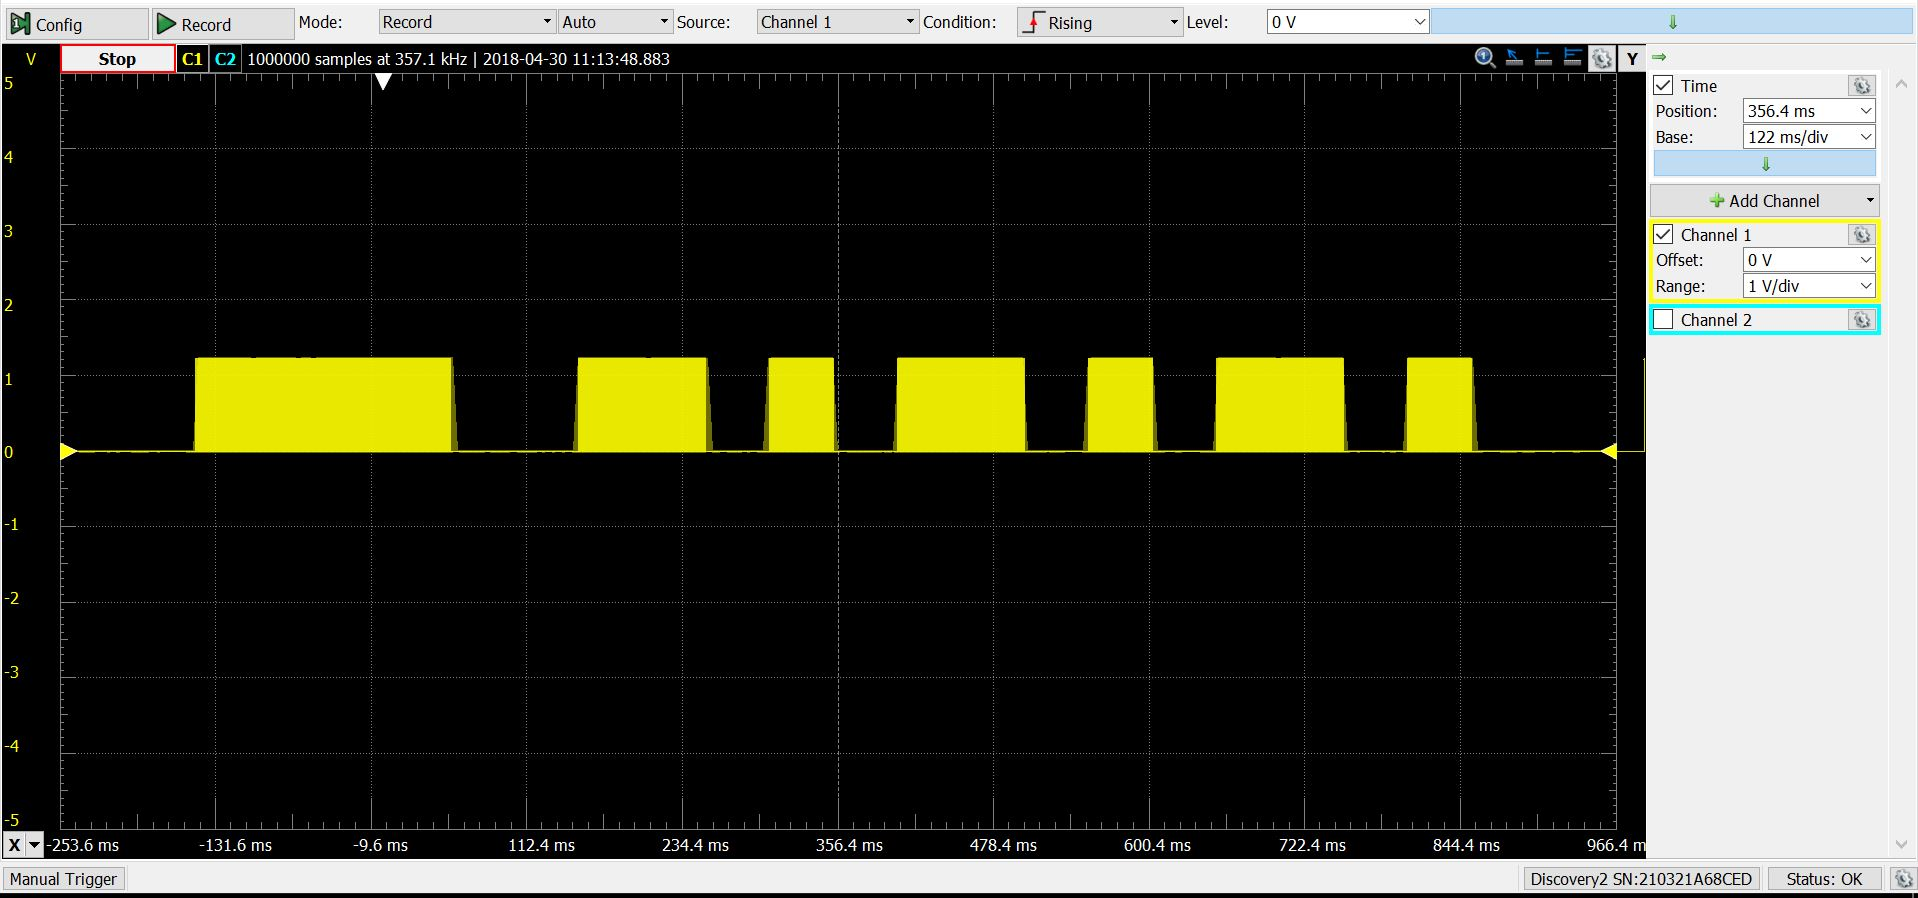 Config Record Mode: Record Auto Source: Channel 1 Condition: Rising Level: 0 V
V Stop C1 C2 1000000 samples at 357.1 kHz | 2018-04-30 11:13:48.883 Y
Time
Position: 356.4 ms
Base: 122 ms/div
Add Channel
Channel 1
Offset: 0 V
Range: 1 V/div
Channel 2
5
4
3
2
1
0
-1
-2
-3
-4
-5
X -253.6 ms -131.6 ms -9.6 ms 112.4 ms 234.4 ms 356.4 ms 478.4 ms 600.4 ms 722.4 ms 844.4 ms 966.4 m
Manual Trigger Discovery2 SN:210321A68CED Status: OK